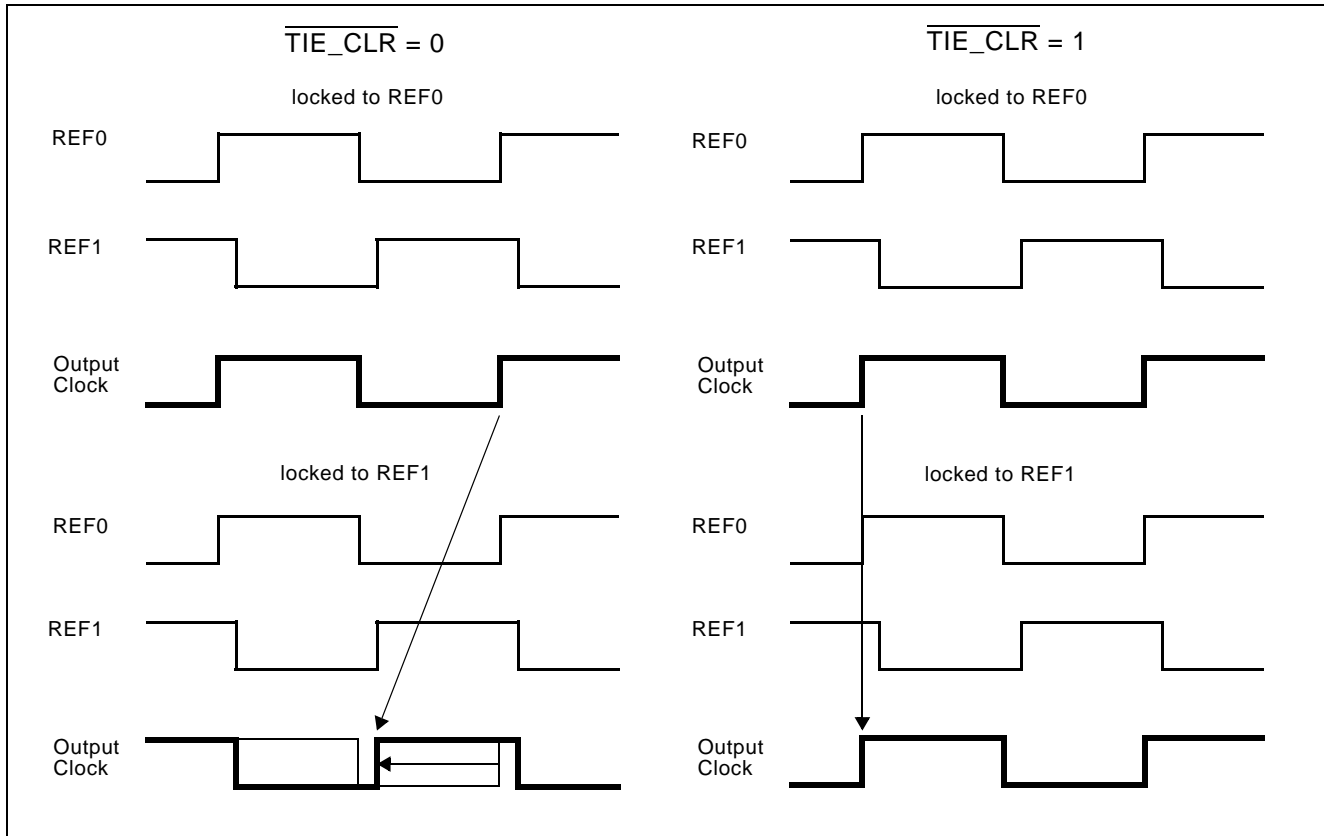 TIE_CLR = 0
locked to REF0
REF0
REF1
Output
Clock
locked to REF1
REF0
REF1
Output
Clock
TIE_CLR = 1
locked to REF0
REF0
REF1
Output
Clock
locked to REF1
REF0
REF1
Output
Clock